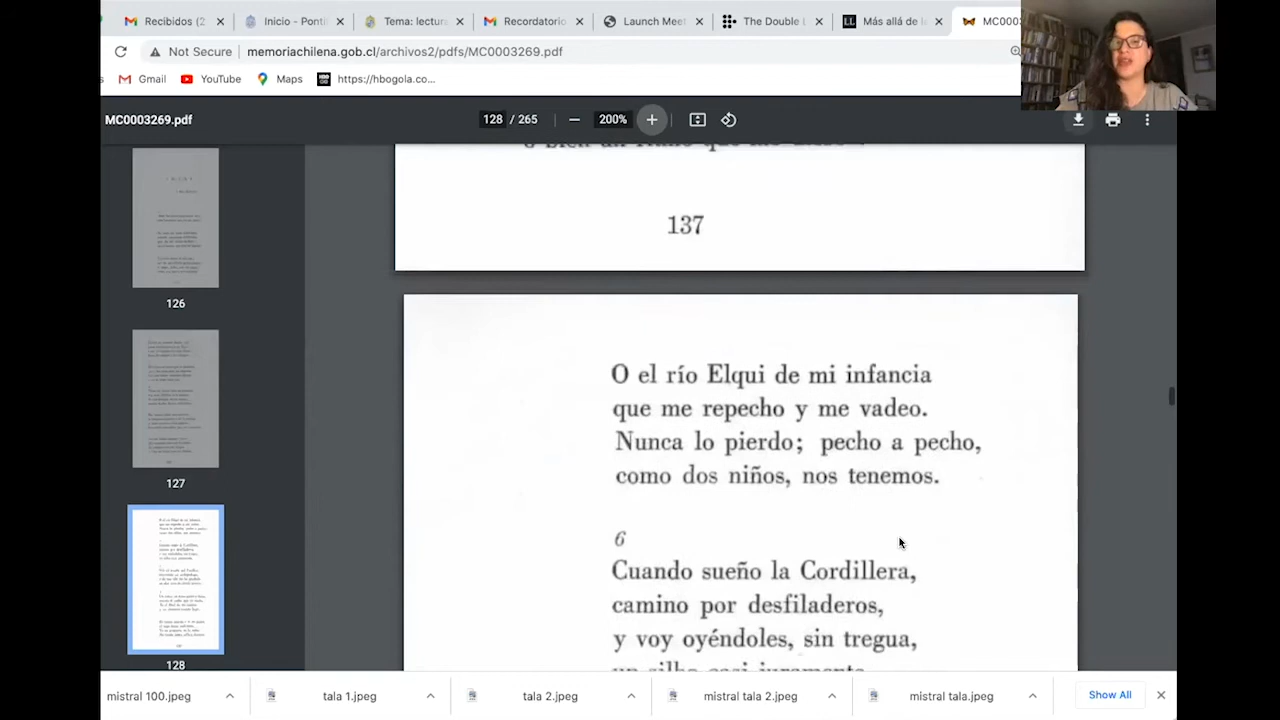 Recibidos (2
Inicio - Ponti
Tema: lectur
Recordatorio
Launch Meet
The Double L
Más allá de l
MC0003
Not Secure
memoriachilena.gob.cl/archivos2/pdfs/MC0003269.pdf
Gmail
YouTube
Maps
https://hbogola.co...
MC0003269.pdf
128 / 265
200%
126
127
128
137
O el río Elqui de mi infancia
que me repecho y me vadeo.
Nunca lo pierdo; pecho a pecho,
como dos niños, nos tenemos.
6
Cuando sueño la Cordillera,
camino por desfiladeros,
y voy oyéndoles, sin tregua,
mistral 100.jpeg
tala 1.jpeg
tala 2.jpeg
mistral tala 2.jpeg
mistral tala.jpeg
Show All